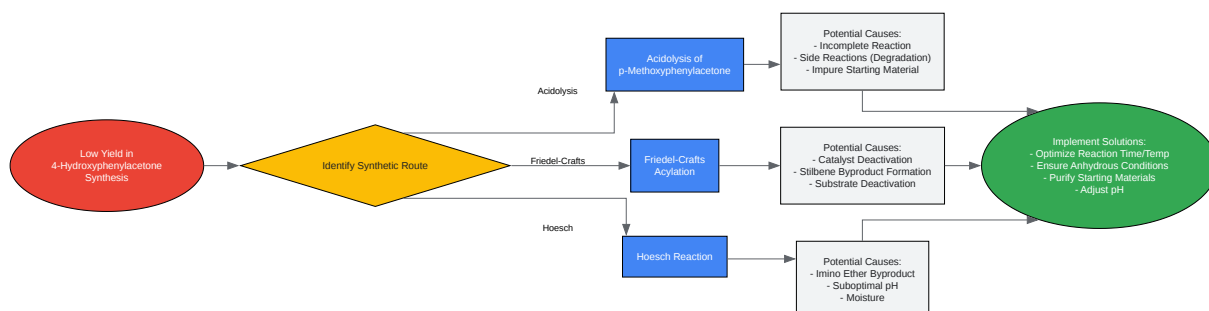 Low Yield in
4-Hydroxyphenylacetone
Synthesis
Identify Synthetic Route
Acidolysis
Friedel-Crafts
Hoesch
Acidolysis of
p-Methoxyphenylacetone
Friedel-Crafts
Acylation
Hoesch Reaction
Potential Causes:
- Incomplete Reaction
- Side Reactions (Degradation)
- Impure Starting Material
Potential Causes:
- Catalyst Deactivation
- Stilbene Byproduct Formation
- Substrate Deactivation
Potential Causes:
- Imino Ether Byproduct
- Suboptimal pH
- Moisture
Implement Solutions:
- Optimize Reaction Time/Temp
- Ensure Anhydrous Conditions
- Purify Starting Materials
- Adjust pH